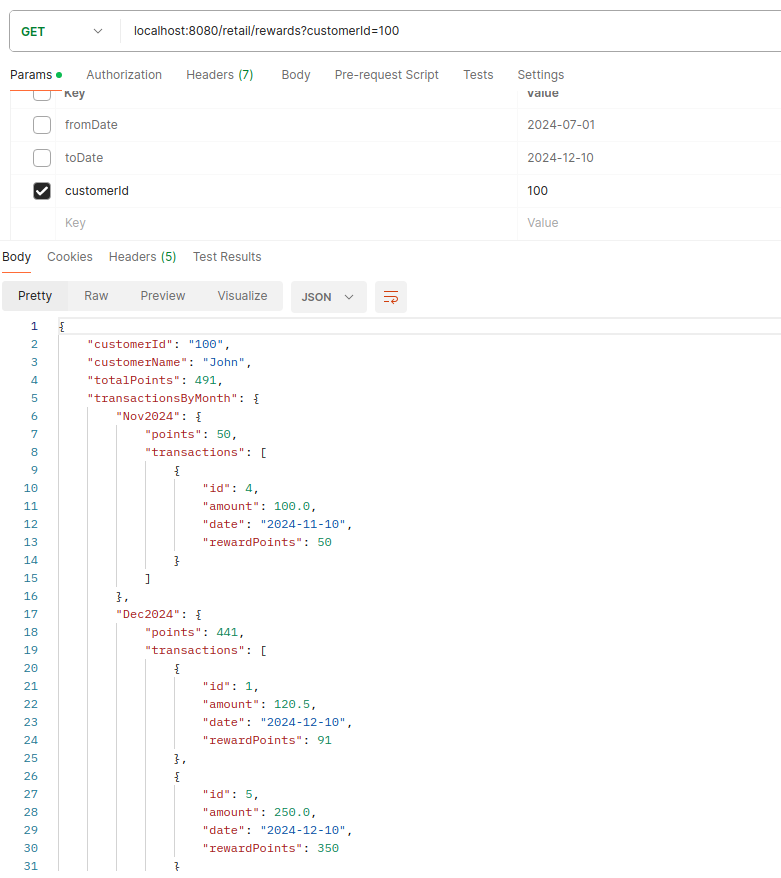 GET localhost:8080/retail/rewards?customerId=100
Params Authorization Headers (7) Body Pre-request Script Tests Settings
Key Value
fromDate 2024-07-01
toDate 2024-12-10
customerId 100
Key Value
Body Cookies Headers (5) Test Results
Pretty Raw Preview Visualize JSON
1 {
2 "customerId": "100",
3 "customerName": "John",
4 "totalPoints": 491,
5 "transactionsByMonth": {
6 "Nov2024": {
7 "points": 50,
8 "transactions": [
9 {
10 "id": 4,
11 "amount": 100.0,
12 "date": "2024-11-10",
13 "rewardPoints": 50
14 }
15 ]
16 },
17 "Dec2024": {
18 "points": 441,
19 "transactions": [
20 {
21 "id": 1,
22 "amount": 120.5,
23 "date": "2024-12-10",
24 "rewardPoints": 91
25 },
26 {
27 "id": 5,
28 "amount": 250.0,
29 "date": "2024-12-10",
30 "rewardPoints": 350
31 }